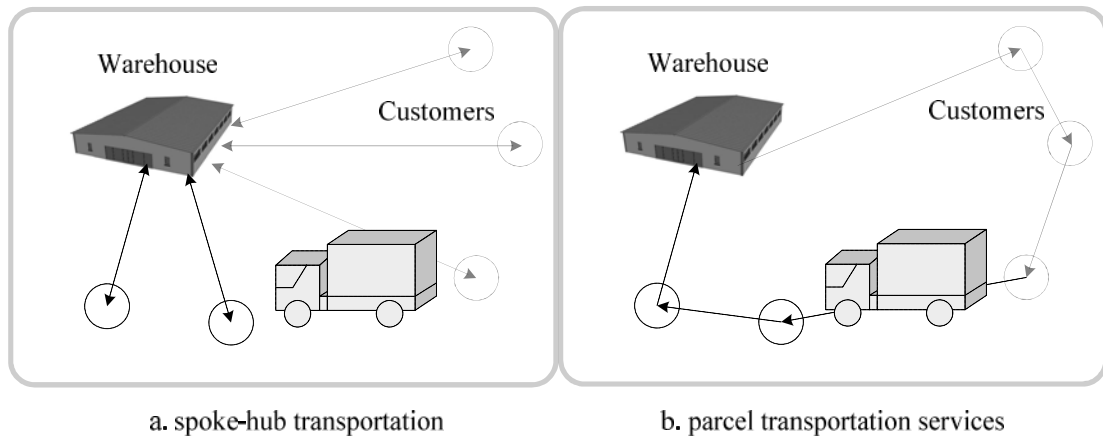 Warehouse
Customers
Warehouse
Customers
a. spoke-hub transportation
b. parcel transportation services